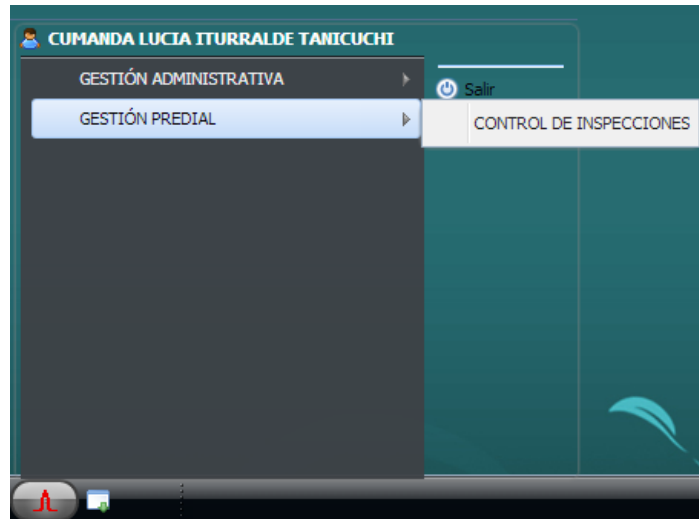 CUMANDA LUCIA ITURRALDE TANICUCHI
GESTIÓN ADMINISTRATIVA
Salir
GESTIÓN PREDIAL
CONTROL DE INSPECCIONES